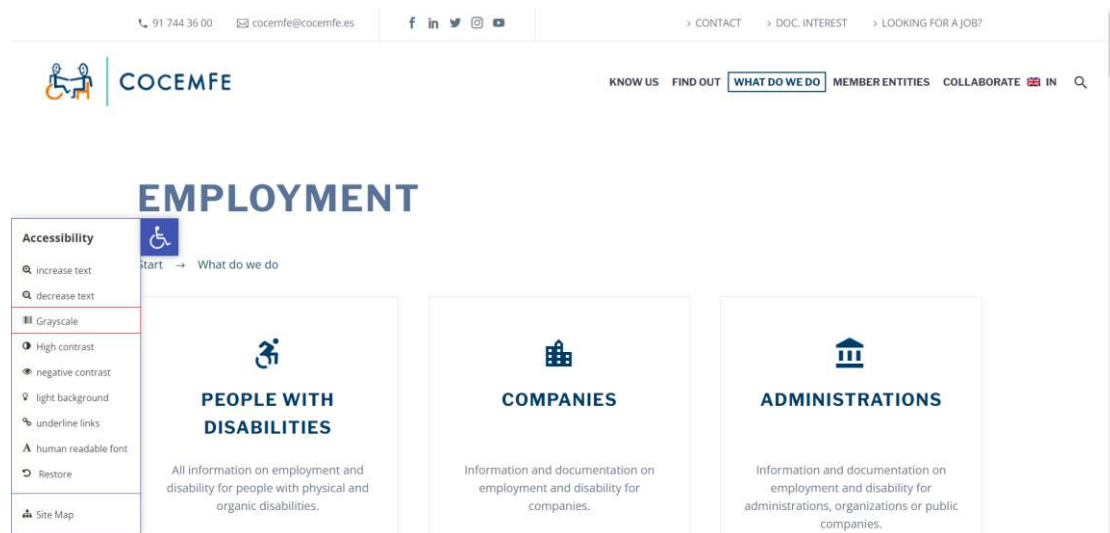 91 744 36 00 cocemfe@cocemfe.es > CONTACT > DOC. INTEREST > LOOKING FOR A JOB?
COCEMFE
KNOW US FIND OUT WHAT DO WE DO MEMBER ENTITIES COLLABORATE IN
EMPLOYMENT
Start → What do we do
Accessibility
increase text
decrease text
Grayscale
High contrast
negative contrast
light background
underline links
human readable font
Restore
Site Map
PEOPLE WITH
DISABILITIES
All information on employment and
disability for people with physical and
organic disabilities.
COMPANIES
Information and documentation on
employment and disability for
companies.
ADMINISTRATIONS
Information and documentation on
employment and disability for
administrations, organizations or public
companies.